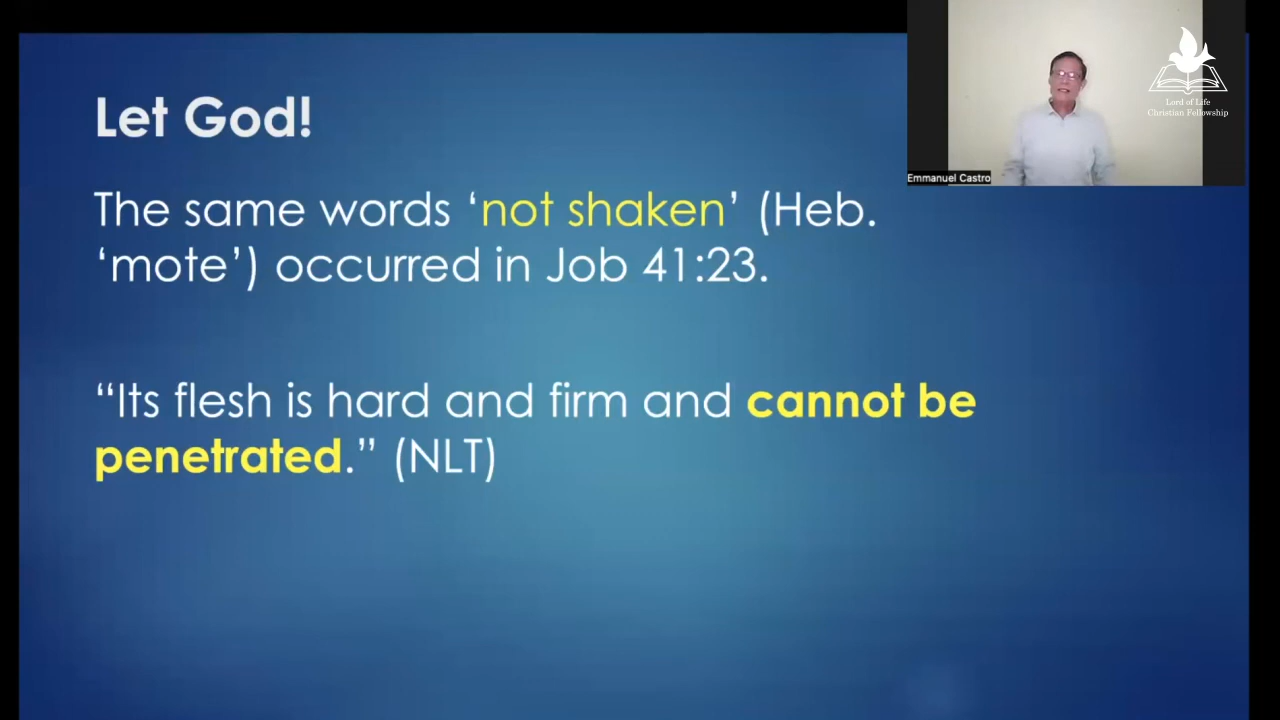 Let God!
The same words ‘not shaken’ (Heb.
‘mote’) occurred in Job 41:23.
“Its flesh is hard and firm and cannot be
penetrated.” (NLT)
Lord of Life
Christian Fellowship
Emmanuel Castro